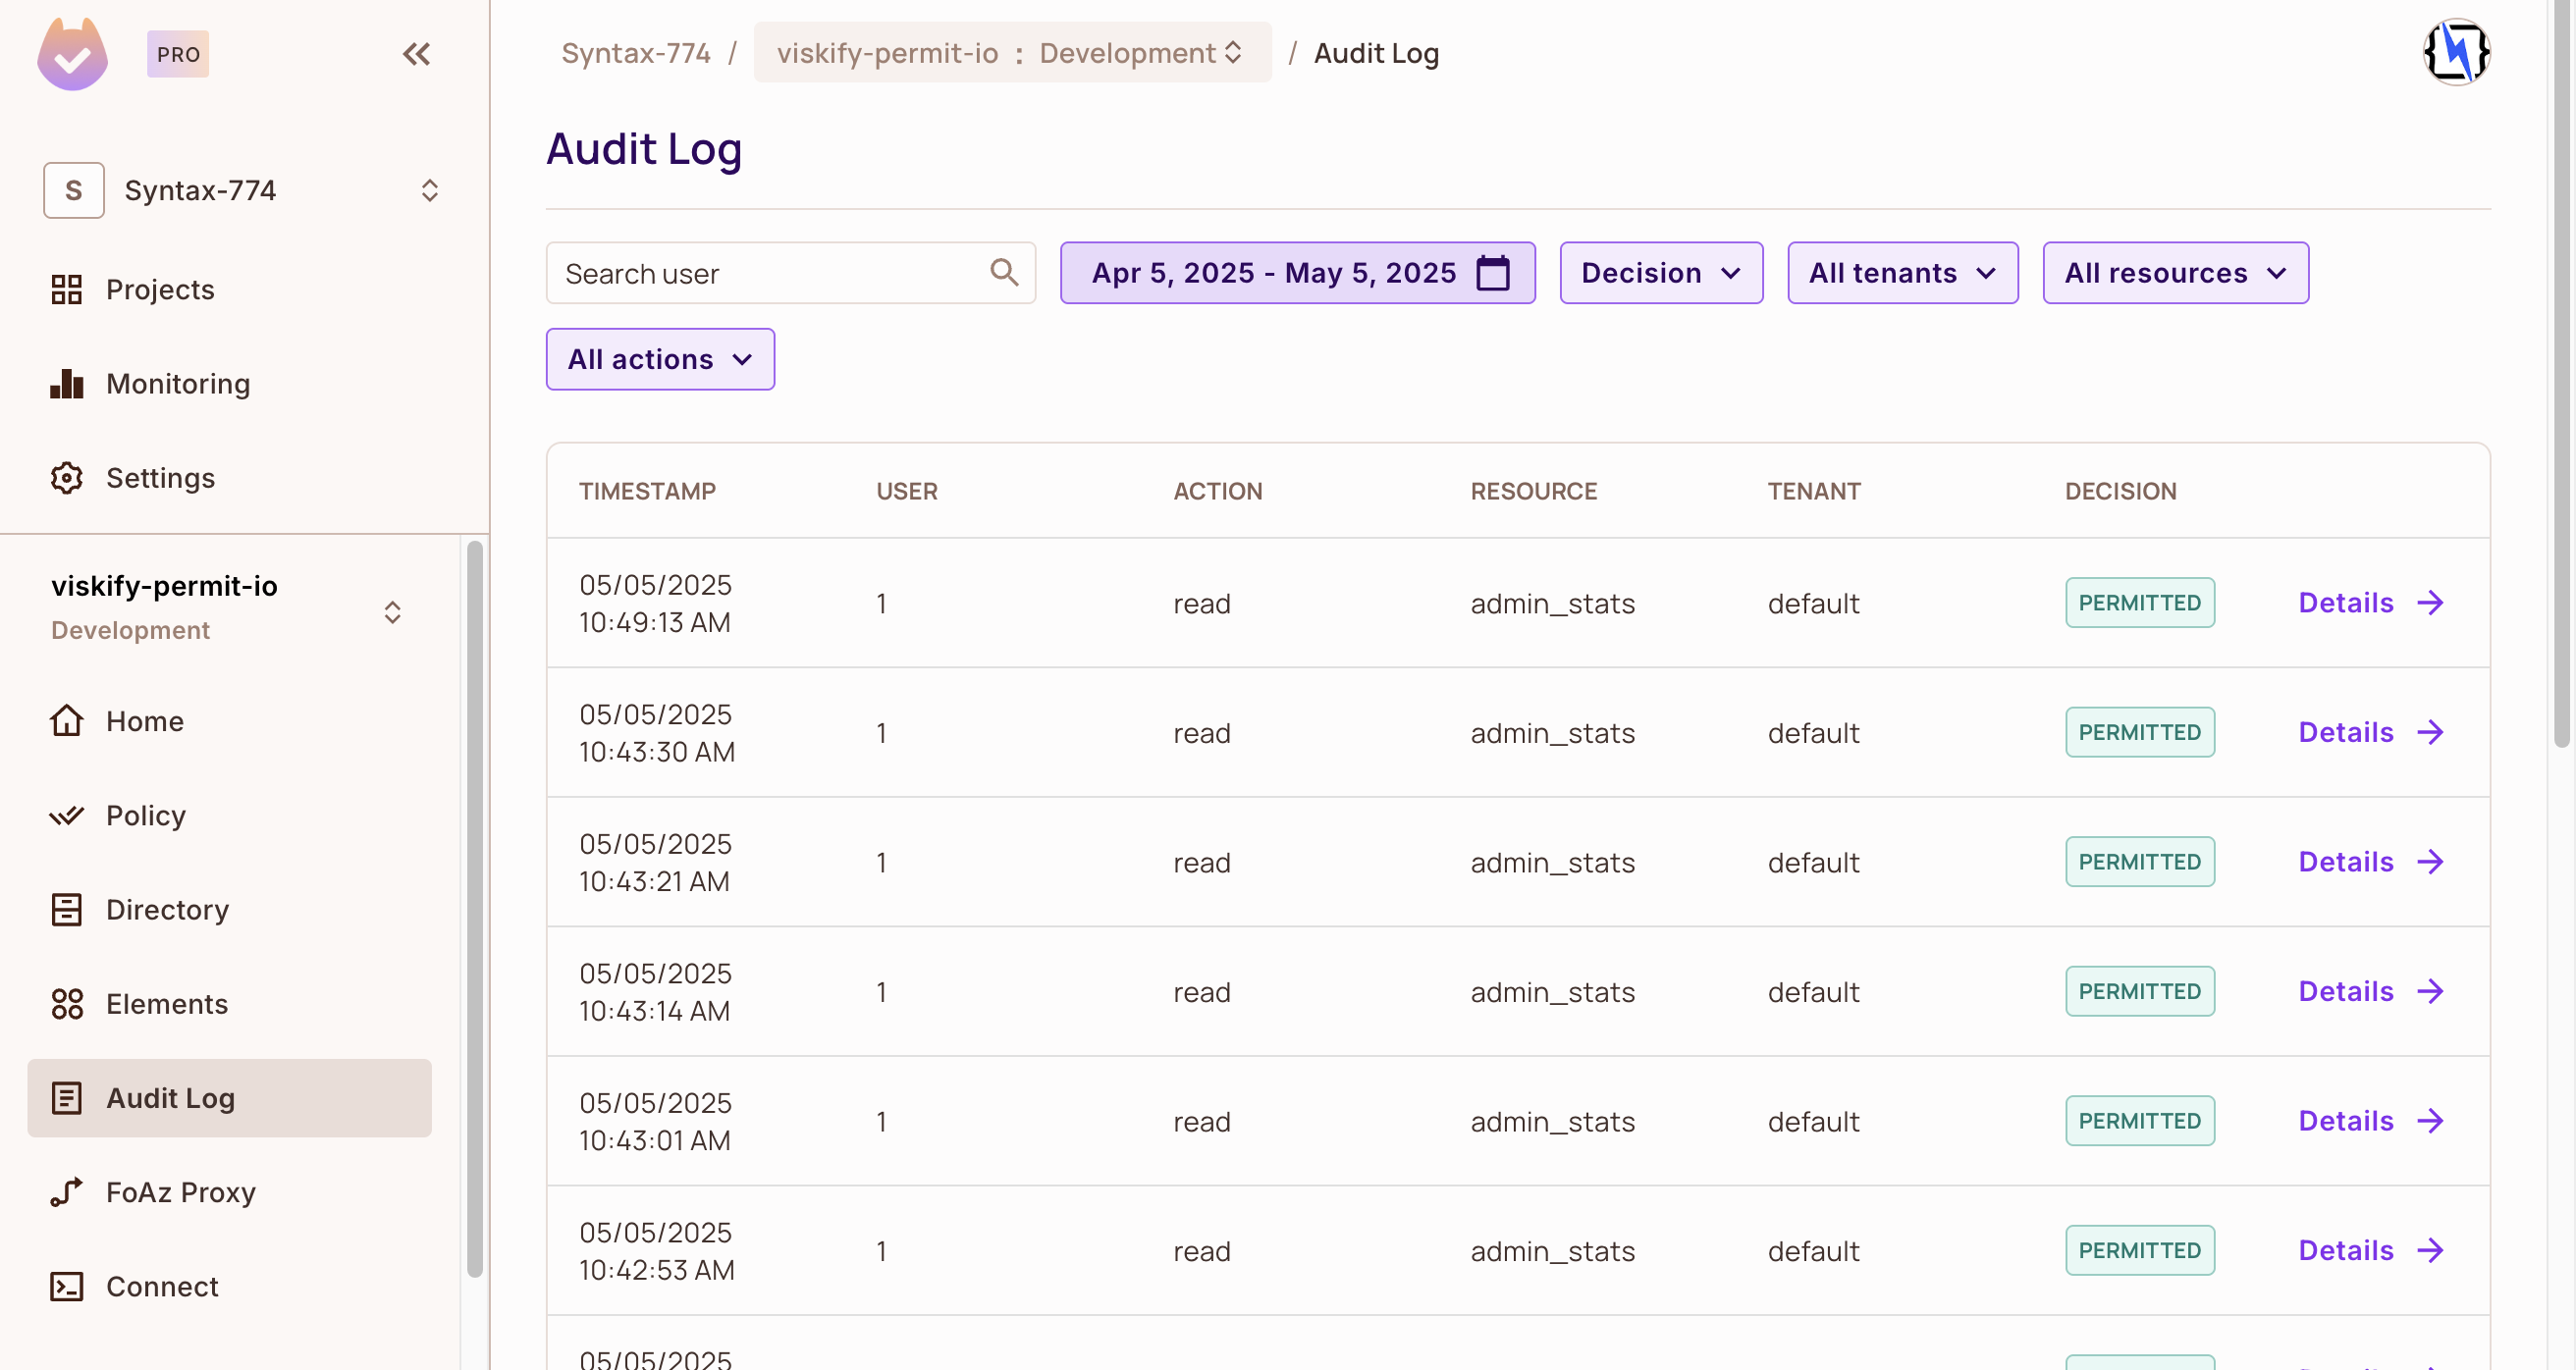 PRO
S
Syntax-774
Projects
Monitoring
Settings
viskify-permit-io
Development
Home
Policy
Directory
Elements
Audit Log
FoAz Proxy
Connect
Syntax-774 / viskify-permit-io : Development / Audit Log
Audit Log
Search user
Apr 5, 2025 - May 5, 2025
Decision
All tenants
All resources
All actions
TIMESTAMP USER ACTION RESOURCE TENANT DECISION
05/05/2025
10:49:13 AM 1 read admin_stats default PERMITTED Details
05/05/2025
10:43:30 AM 1 read admin_stats default PERMITTED Details
05/05/2025
10:43:21 AM 1 read admin_stats default PERMITTED Details
05/05/2025
10:43:14 AM 1 read admin_stats default PERMITTED Details
05/05/2025
10:43:01 AM 1 read admin_stats default PERMITTED Details
05/05/2025
10:42:53 AM 1 read admin_stats default PERMITTED Details
05/05/2025